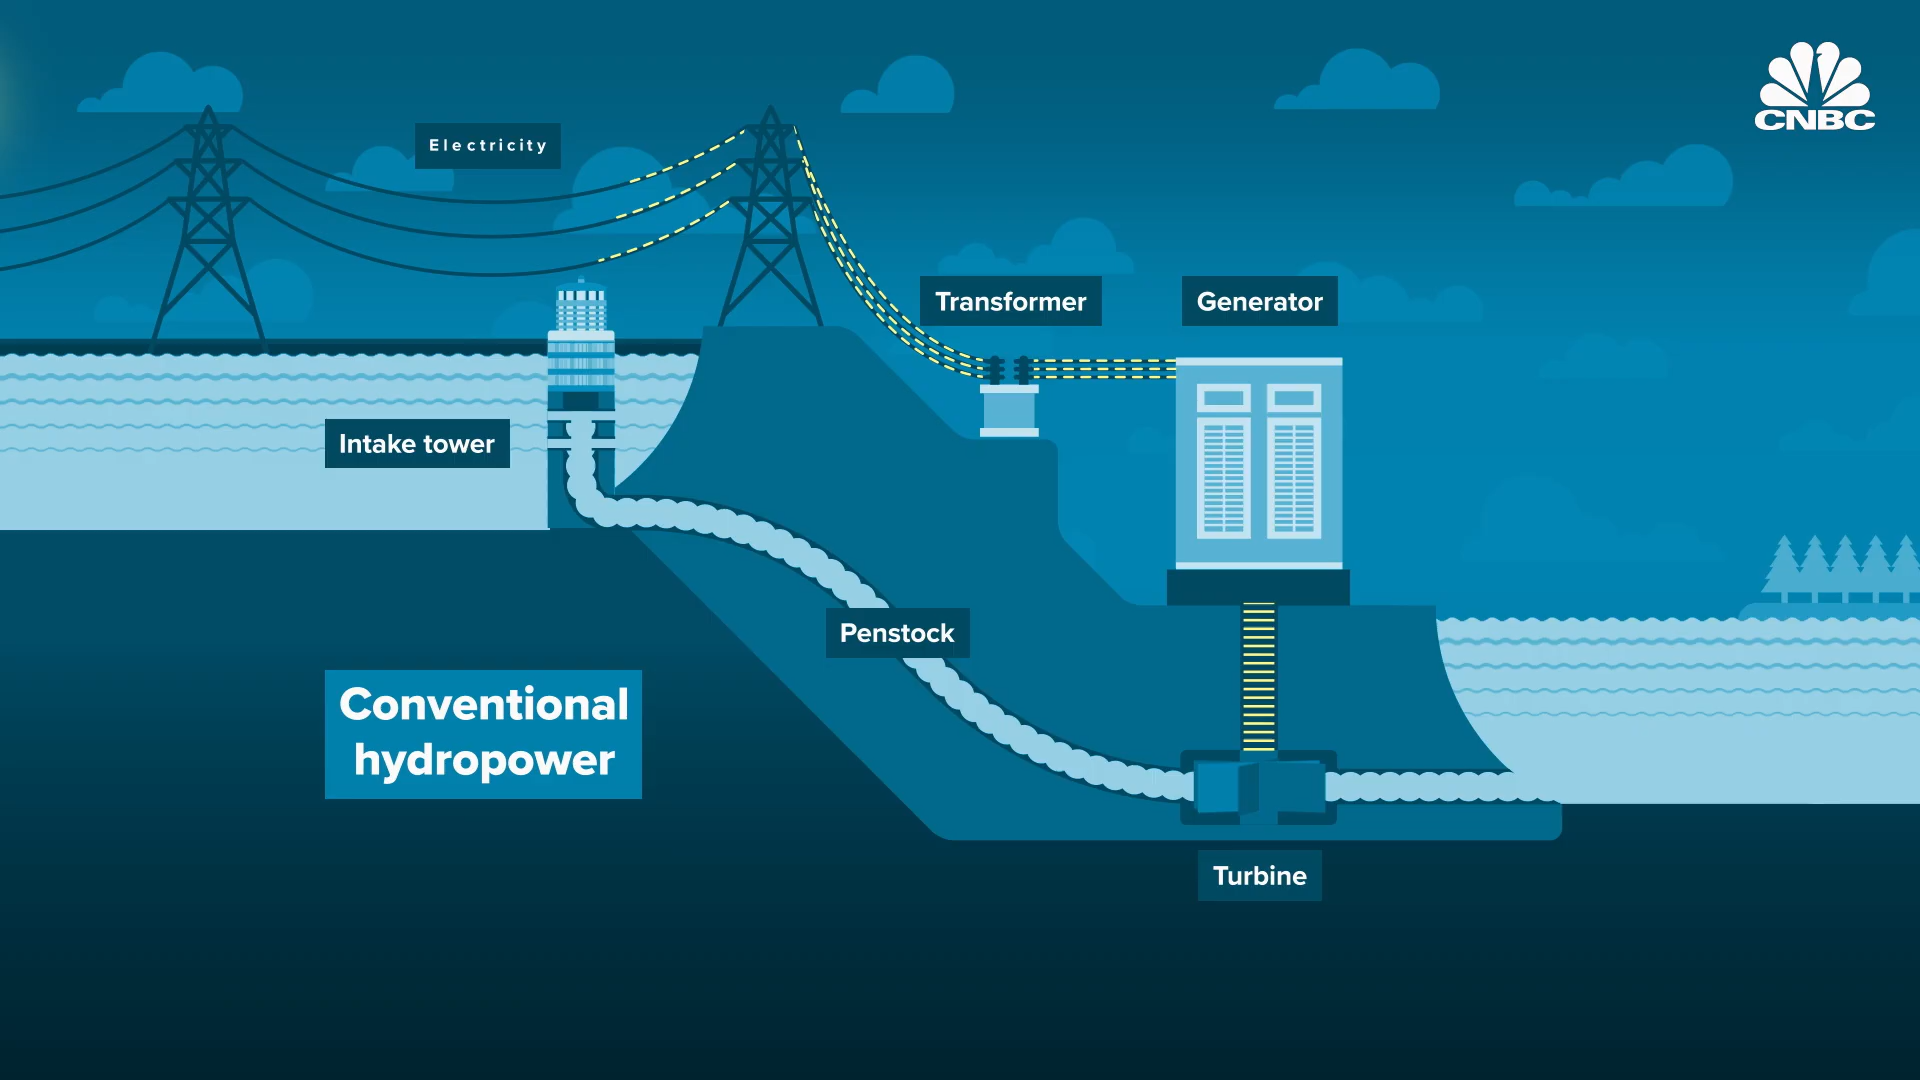 CNBC
Electricity
Transformer
Generator
Intake tower
Penstock
Conventional
hydropower
Turbine